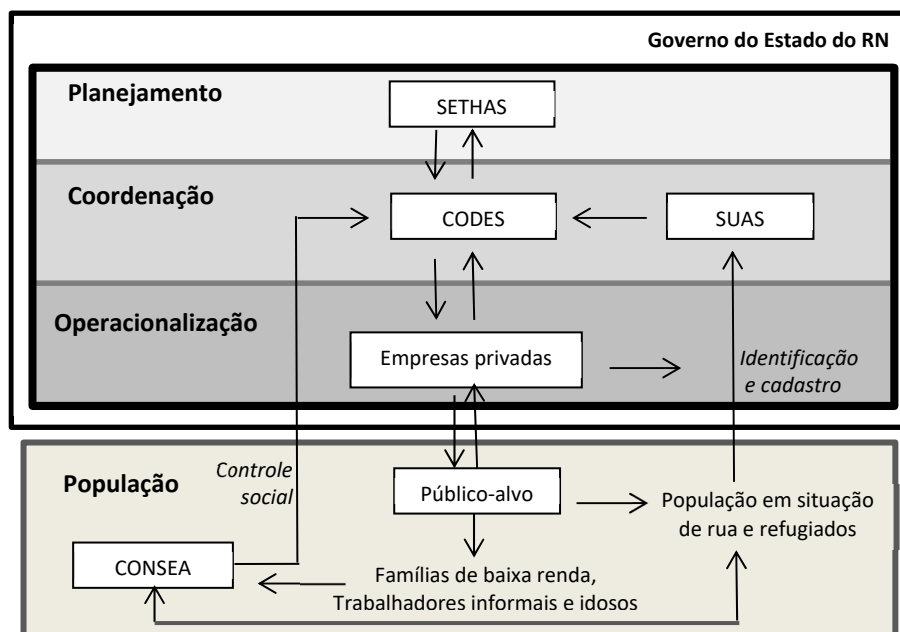 Governo do Estado do RN
Planejamento
SETHAS
Coordenação
CODES
SUAS
Operacionalização
Empresas privadas
Identificação
e cadastro
Controle
social
População
Público-alvo
População em situação
de rua e refugiados
CONSEA
Famílias de baixa renda,
Trabalhadores informais e idosos